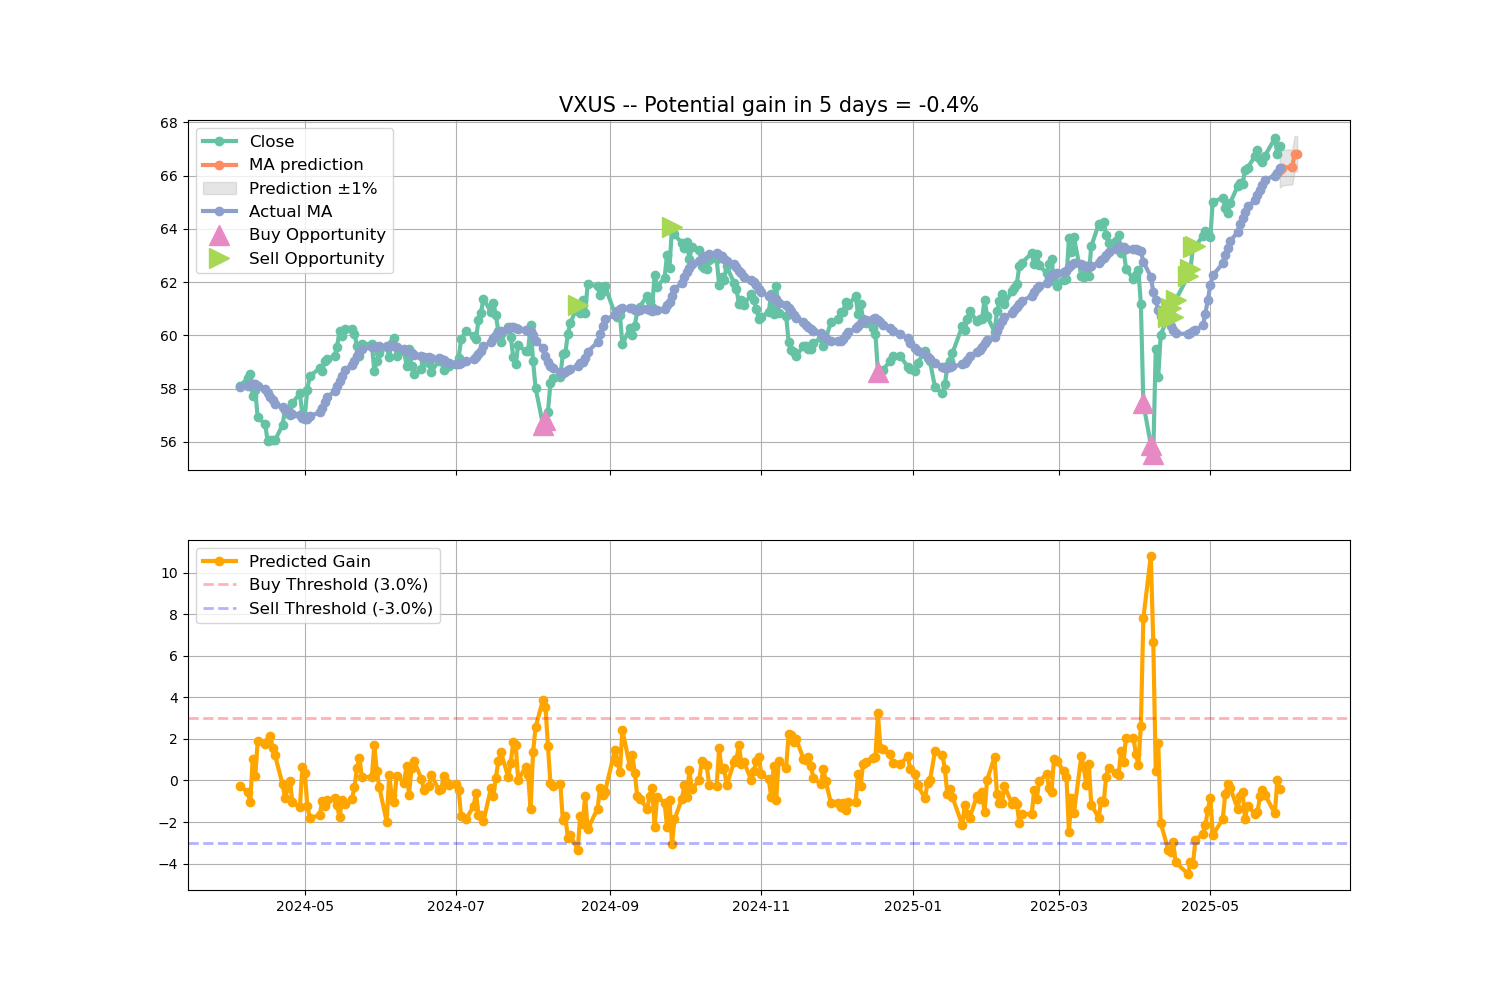 VXUS -- Potential gain in 5 days = -0.4%
68
66
64
62
60
58
56
Close
MA prediction
Prediction ±1%
Actual MA
Buy Opportunity
Sell Opportunity
10
8
6
4
2
0
−2
−4
Predicted Gain
Buy Threshold (3.0%)
Sell Threshold (-3.0%)
2024-05 2024-07 2024-09 2024-11 2025-01 2025-03 2025-05